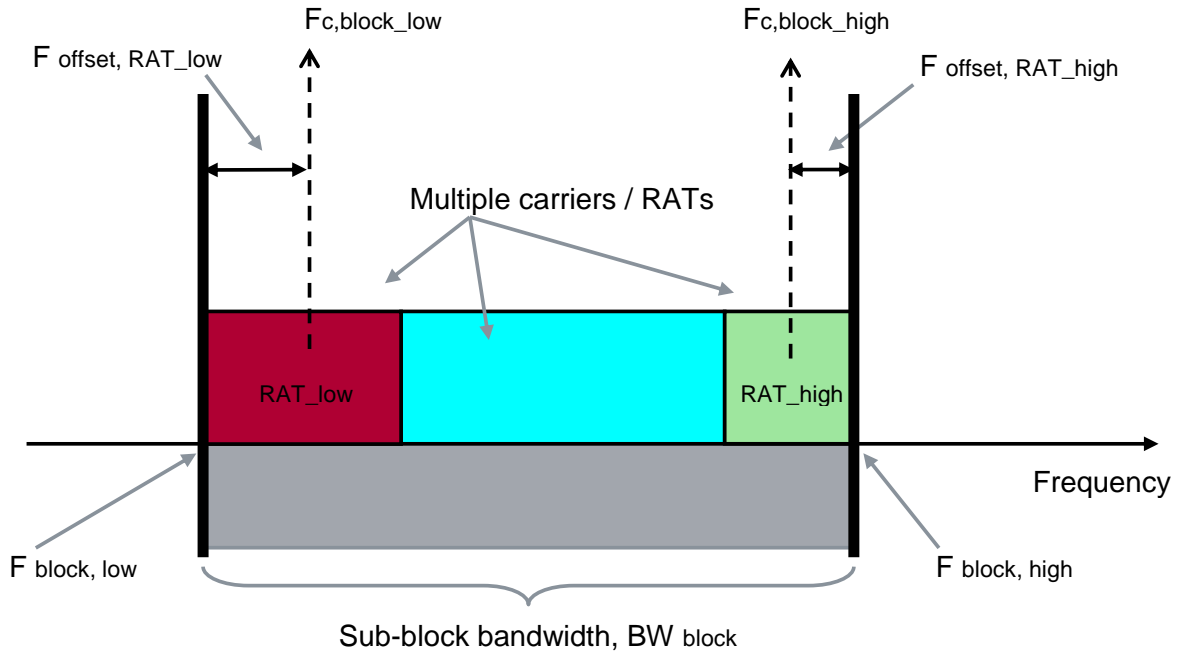 Fc,block_low
Fc,block_high
F offset, RAT_low
F offset, RAT_high
Multiple carriers / RATs
RAT_low
RAT_high
Frequency
F block, low
F block, high
Sub-block bandwidth, BW block